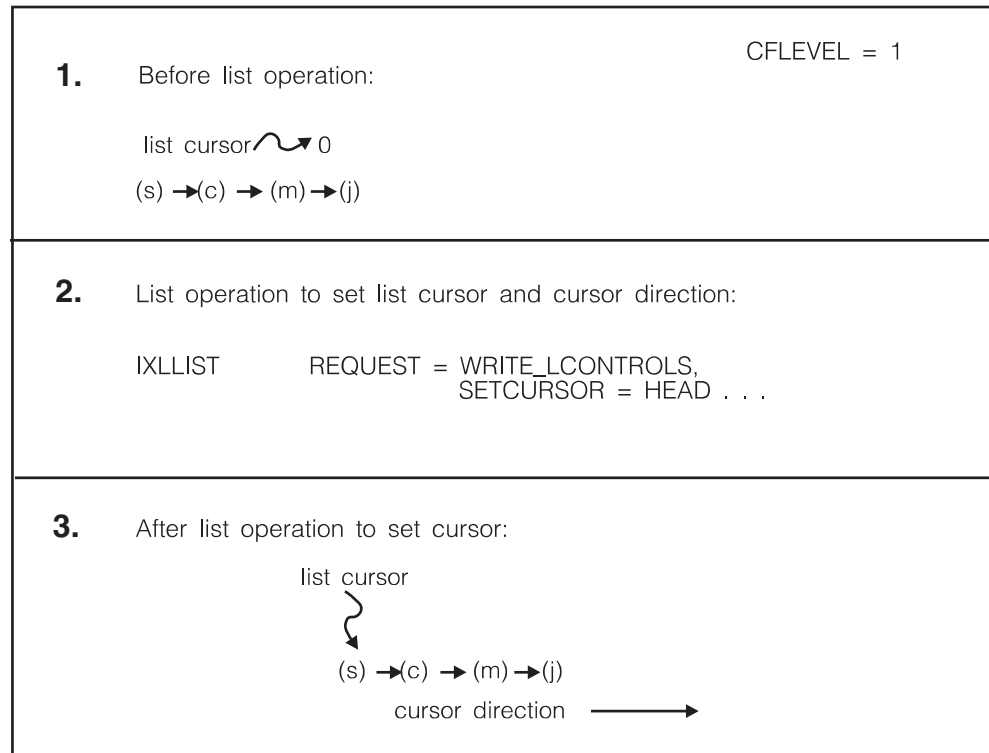 CFLEVEL = 1
1. Before list operation:
list cursor 0
(s) → (c) → (m) → (j)
2. List operation to set list cursor and cursor direction:
IXLLIST REQUEST = WRITE_LCONTROLS,
SETCURSOR = HEAD . . .
3. After list operation to set cursor:
list cursor
(s) → (c) → (m) → (j)
cursor direction